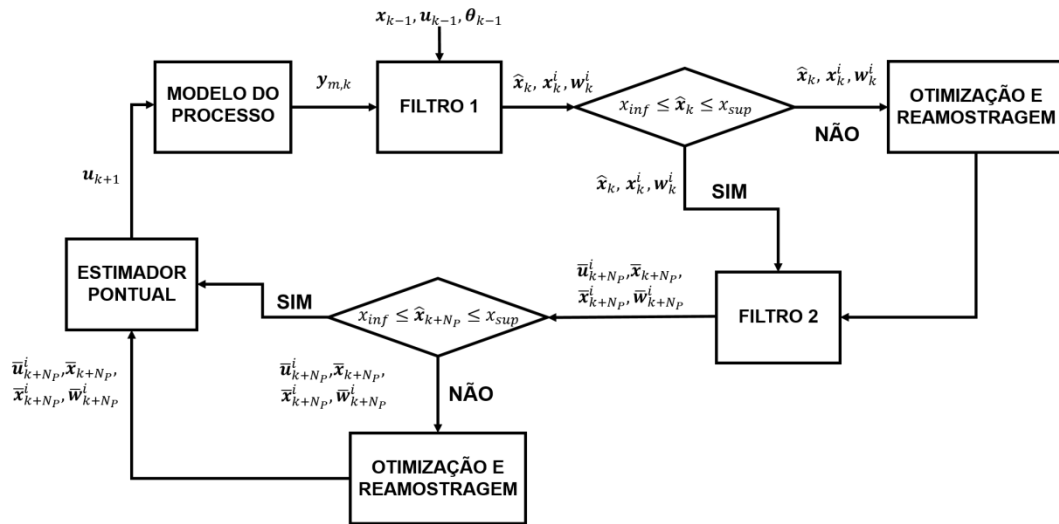 x_{k−1}, u_{k−1}, θ_{k−1}
y_{m,k}
MODELO DO
PROCESSO
FILTRO 1
x̂_k, x_k^i, w_k^i
x_{inf} ≤ x̂_k ≤ x_{sup}
x̂_k, x_k^i, w_k^i
NÃO
OTIMIZAÇÃO E
REAMOSTRAGEM
u_{k+1}
x̂_k, x_k^i, w_k^i
SIM
ESTIMADOR
PONTUAL
SIM
x_{inf} ≤ x̂_{k+N_P} ≤ x_{sup}
ū^i_{k+N_P}, x̄_{k+N_P},
x̄^i_{k+N_P}, w̄^i_{k+N_P}
FILTRO 2
ū^i_{k+N_P}, x̄_{k+N_P},
x̄^i_{k+N_P}, w̄^i_{k+N_P}
ū^i_{k+N_P}, x̄_{k+N_P},
x̄^i_{k+N_P}, w̄^i_{k+N_P}
NÃO
OTIMIZAÇÃO E
REAMOSTRAGEM